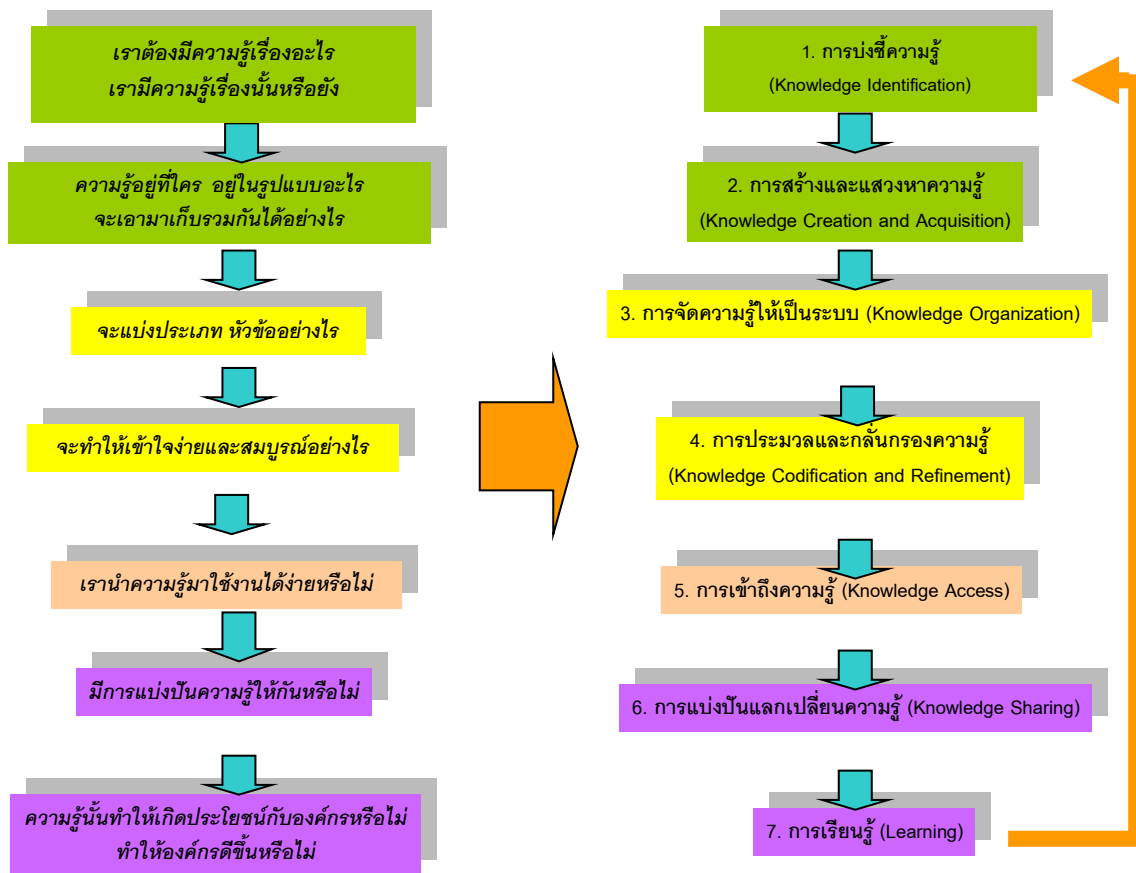 เราต้องมีความรู้เรื่องอะไร
เรามีความรู้เรื่องนั้นหรือยัง
ความรู้อยู่ที่ใคร อยู่ในรูปแบบอะไร
จะเอามาเก็บรวมกันได้อย่างไร
จะแบ่งประเภท หัวข้ออย่างไร
จะทำให้เข้าใจง่ายและสมบูรณ์อย่างไร
เรานำความรู้มาใช้งานได้ง่ายหรือไม่
มีการแบ่งปันความรู้ให้กันหรือไม่
ความรู้นั้นทำให้เกิดประโยชน์กับองค์กรหรือไม่
ทำให้องค์กรดีขึ้นหรือไม่
1. การบ่งชี้ความรู้
(Knowledge Identification)
2. การสร้างและแสวงหาความรู้
(Knowledge Creation and Acquisition)
3. การจัดความรู้ให้เป็นระบบ (Knowledge Organization)
4. การประมวลและกลั่นกรองความรู้
(Knowledge Codification and Refinement)
5. การเข้าถึงความรู้ (Knowledge Access)
6. การแบ่งปันแลกเปลี่ยนความรู้ (Knowledge Sharing)
7. การเรียนรู้ (Learning)